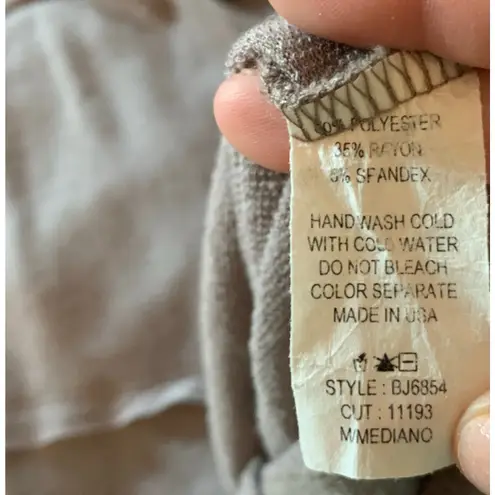 60% POLYESTER
35% RAYON
5% SPANDEX
HAND WASH COLD
WITH COLD WATER
DO NOT BLEACH
COLOR SEPARATE
MADE IN USA
STYLE : BJ6854
CUT : 11193
M/MEDIANO